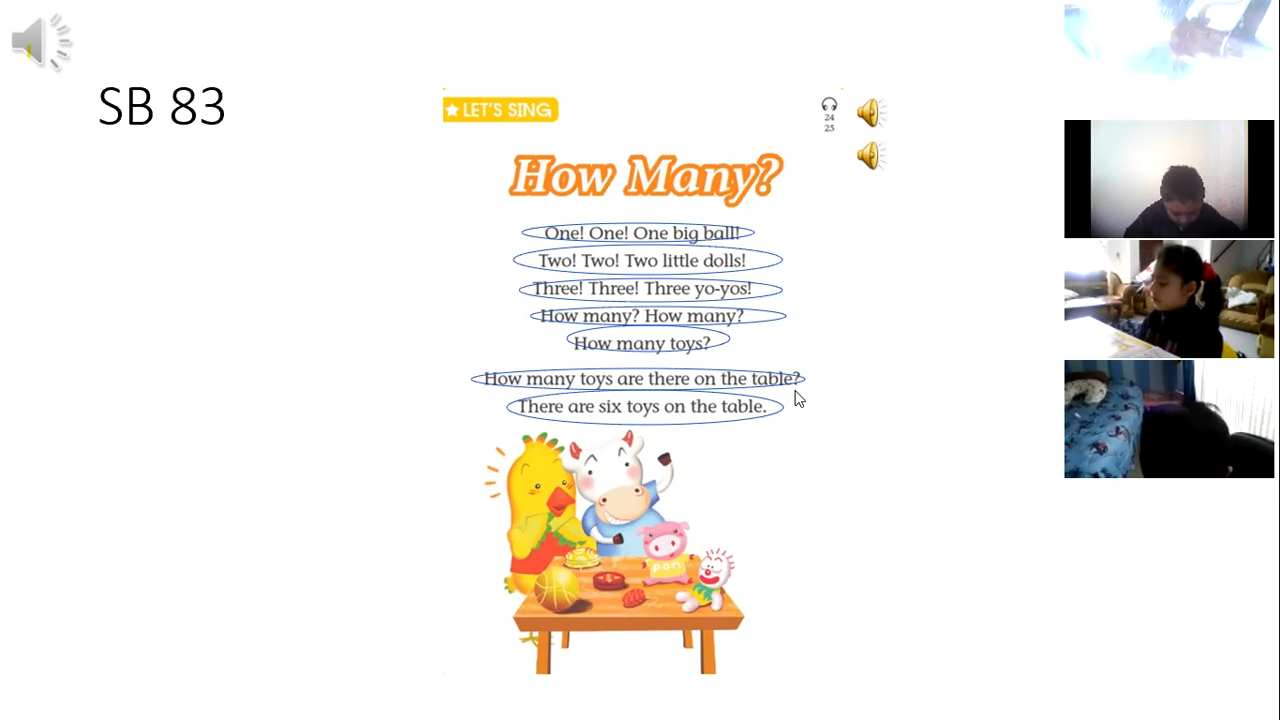 SB 83
LET'S SING
24
25
How Many?
One! One! One big ball!
Two! Two! Two little dolls!
Three! Three! Three yo-yos!
How many? How many?
How many toys?
How many toys are there on the table?
There are six toys on the table.
pon